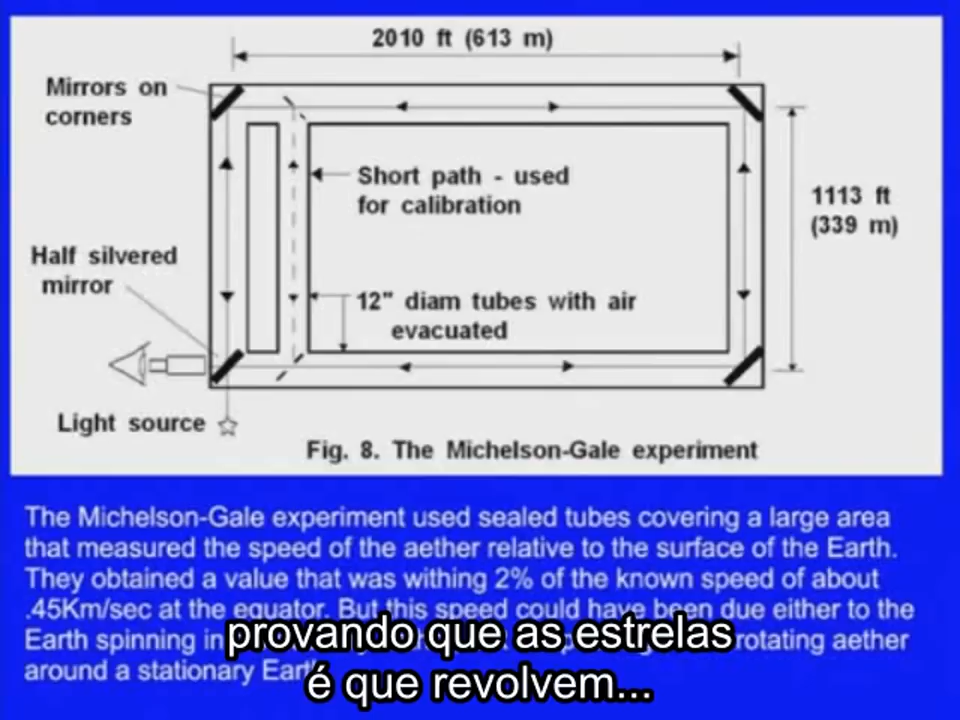 2010 ft (613 m)
Mirrors on
corners
Short path - used
for calibration
1113 ft
(339 m)
Half silvered
mirror
12" diam tubes with air
evacuated
Light source
Fig. 8. The Michelson-Gale experiment
The Michelson-Gale experiment used sealed tubes covering a large area
that measured the speed of the aether relative to the surface of the Earth.
They obtained a value that was withing 2% of the known speed of about
.45Km/sec at the equator. But this speed could have been due either to the
Earth spinning in rotating aether
around a stationary Earth
provando que as estrelas
é que revolvem...